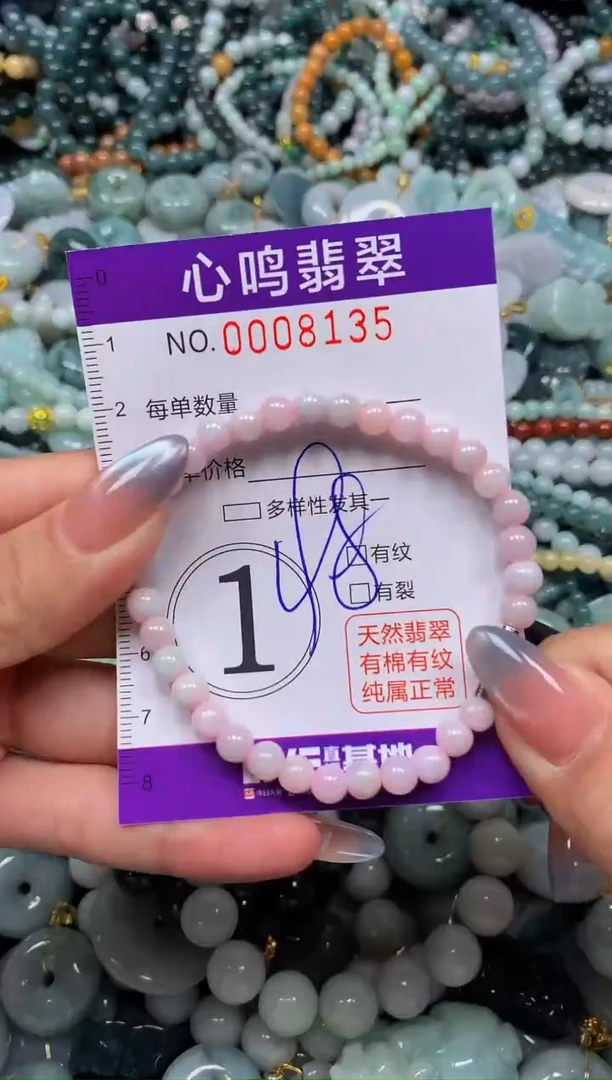 心鸣翡翠
0
NO.0008135
1
2
每单数量
价格
多样性发其一
有纹
1
有裂
天然翡翠
有棉有纹
纯属正常
6
7
基地
8